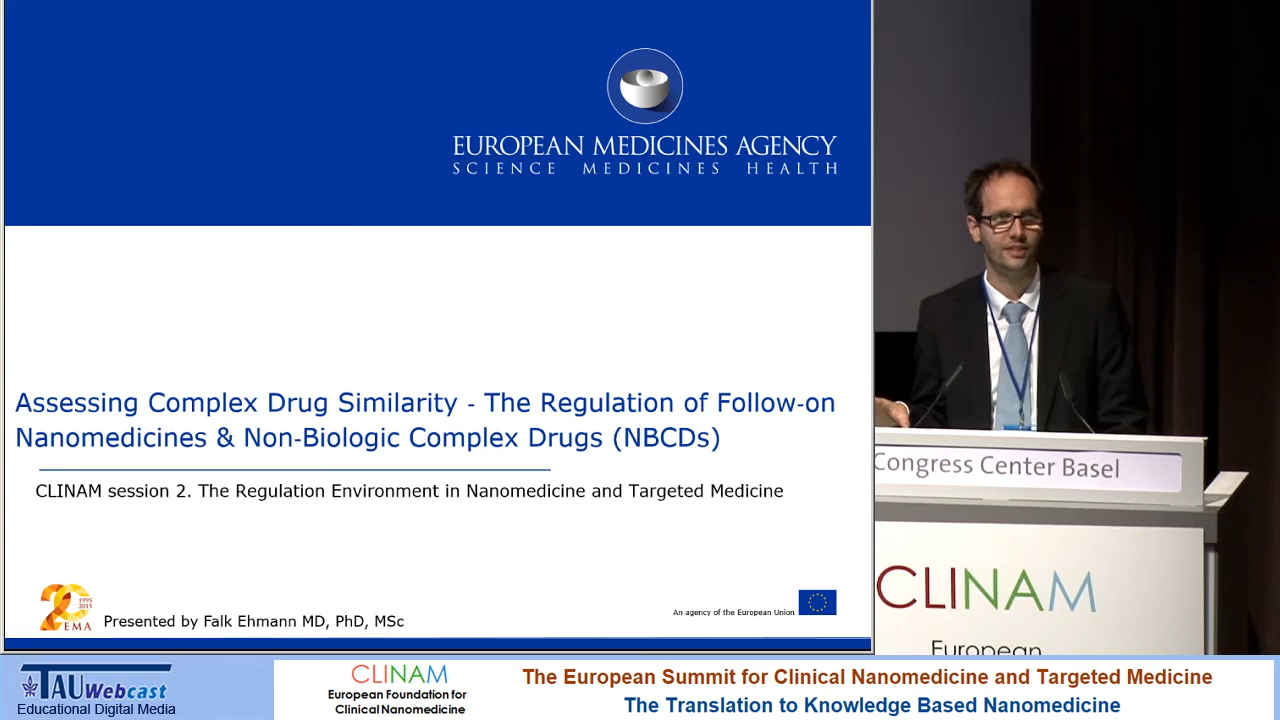 EUROPEAN MEDICINES AGENCY
SCIENCE MEDICINES HEALTH
Assessing Complex Drug Similarity - The Regulation of Follow-on
Nanomedicines & Non-Biologic Complex Drugs (NBCDs)
CLINAM session 2. The Regulation Environment in Nanomedicine and Targeted Medicine
20
1995
2015
EMA
Presented by Falk Ehmann MD, PhD, MSc
An agency of the European Union
Congress Center Basel
CLINAM
European
TAU Webcast
Educational Digital Media
CLINAM
European Foundation for
Clinical Nanomedicine
The European Summit for Clinical Nanomedicine and Targeted Medicine
The Translation to Knowledge Based Nanomedicine